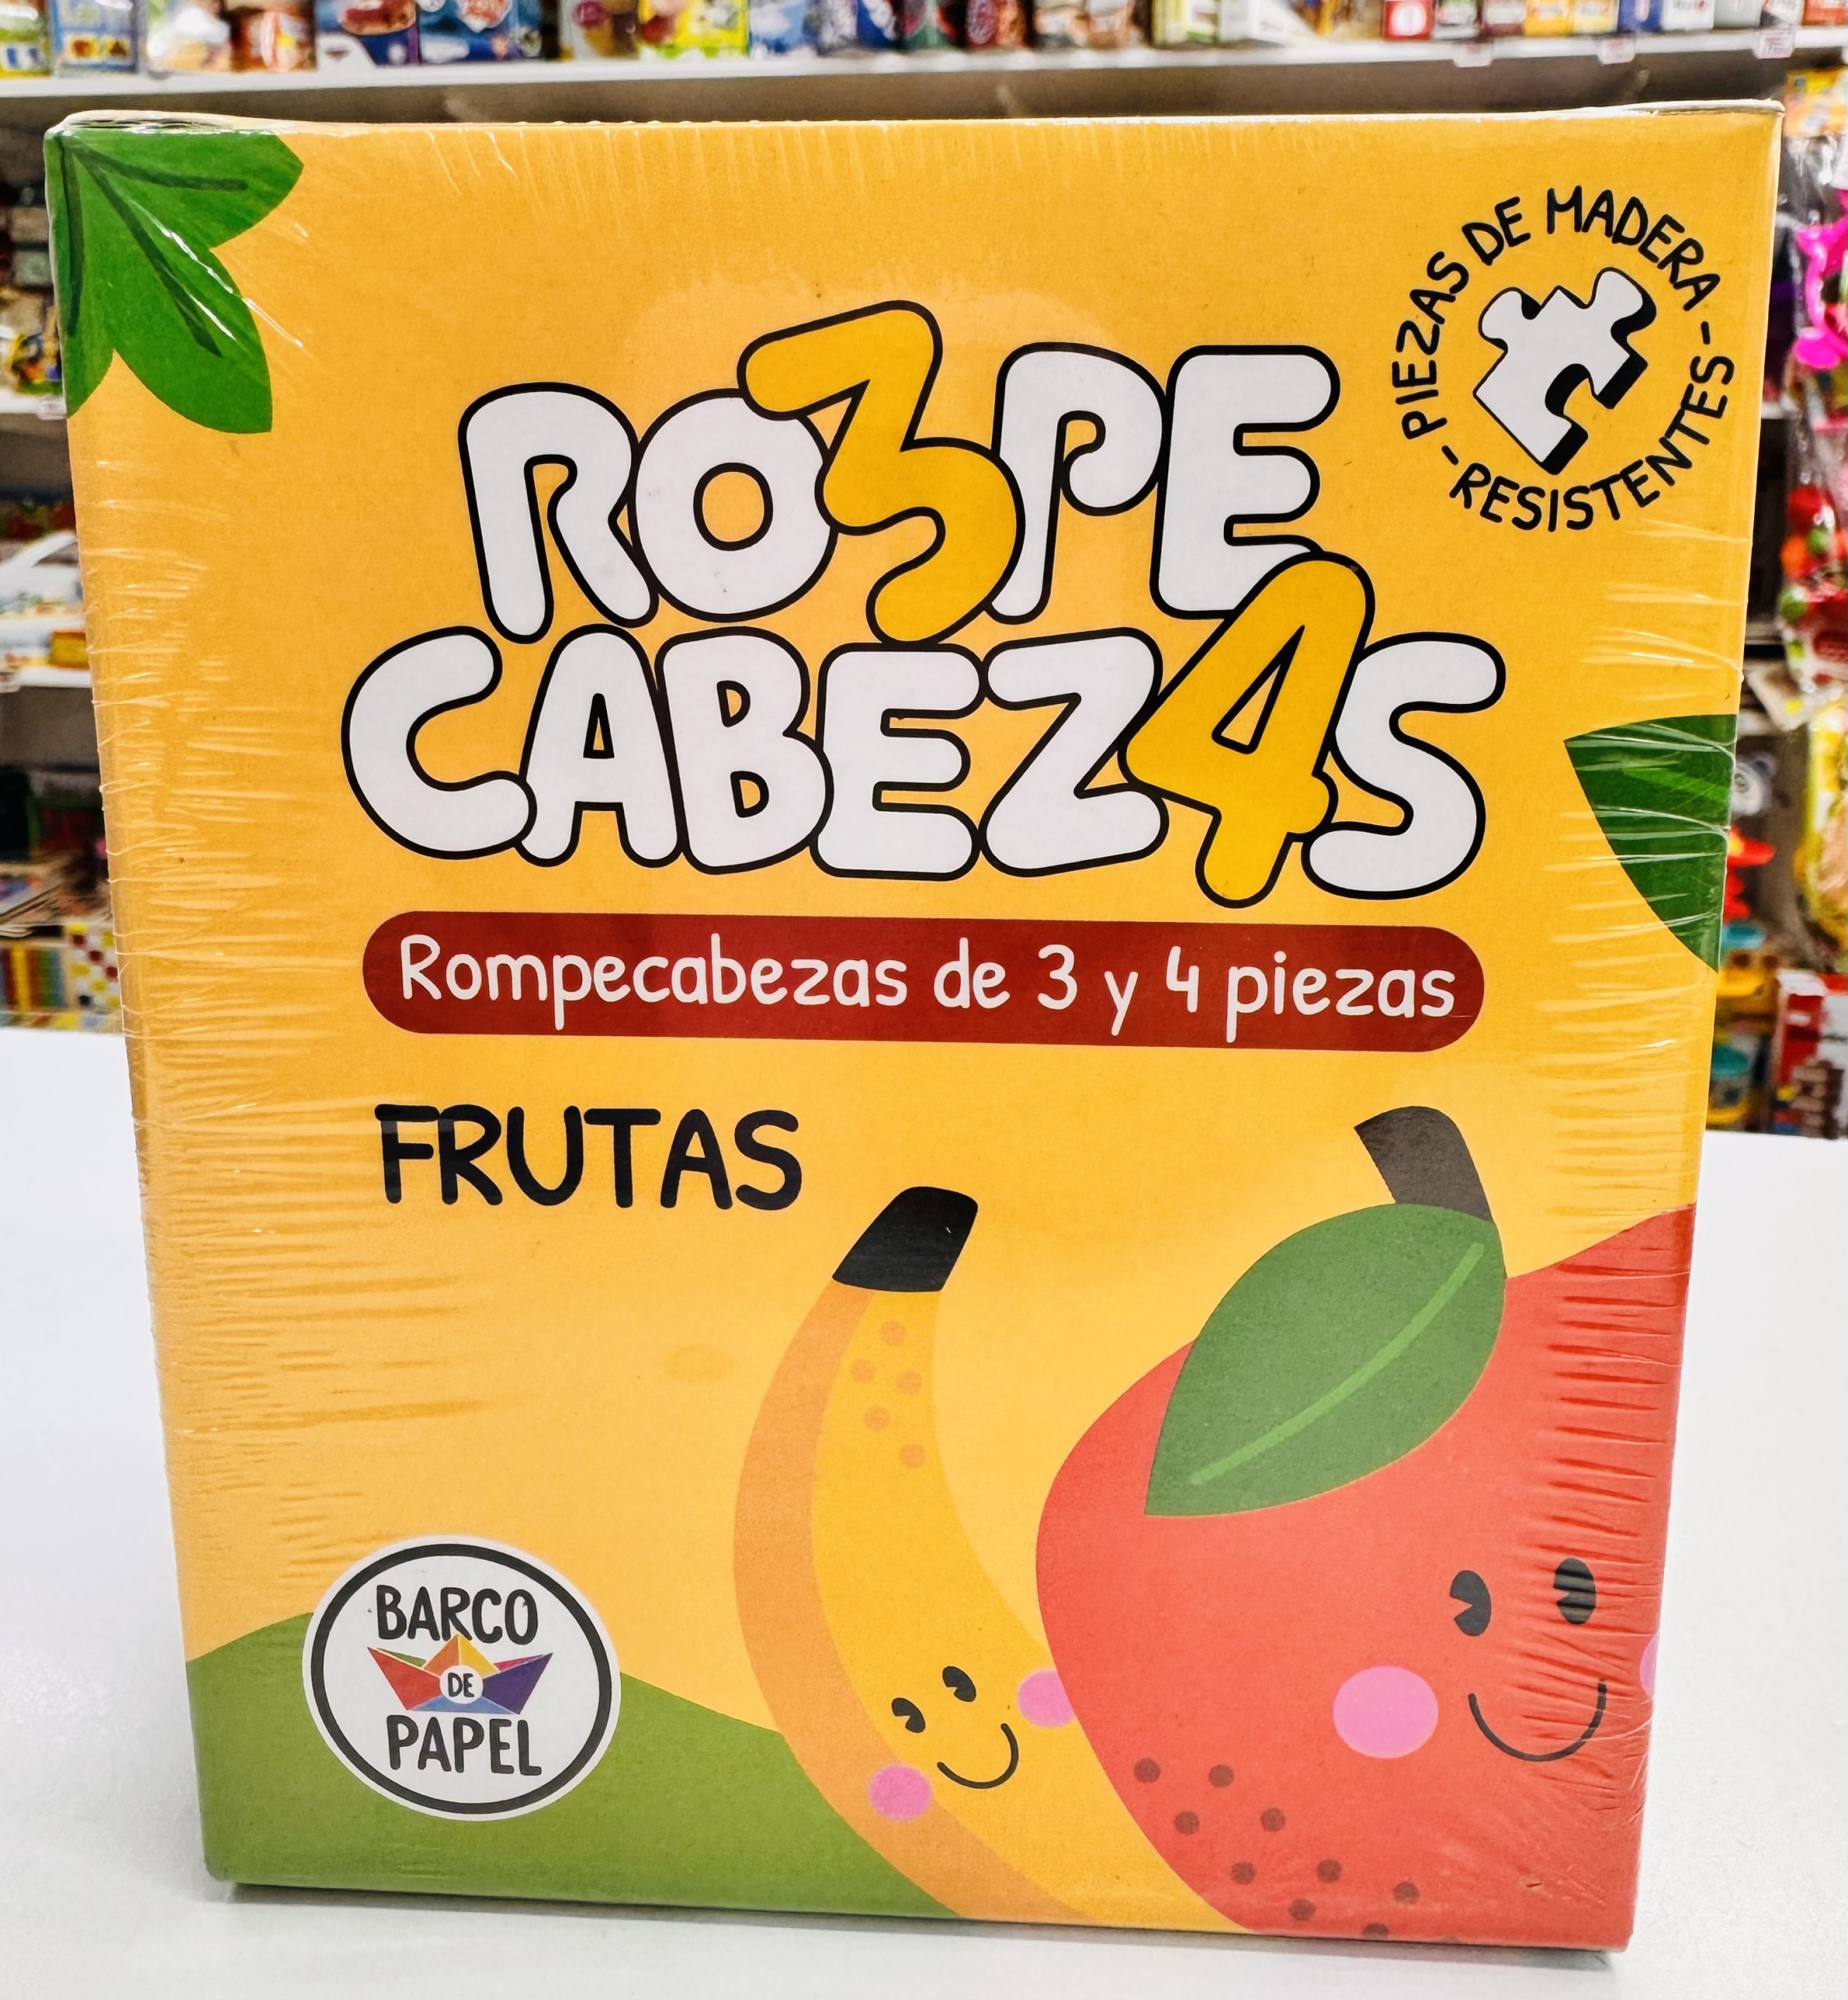 PIEZAS DE MADERA - RESISTENTES -
RO3PE
CABEZ4S
Rompecabezas de 3 y 4 piezas
FRUTAS
BARCO
DE
PAPEL